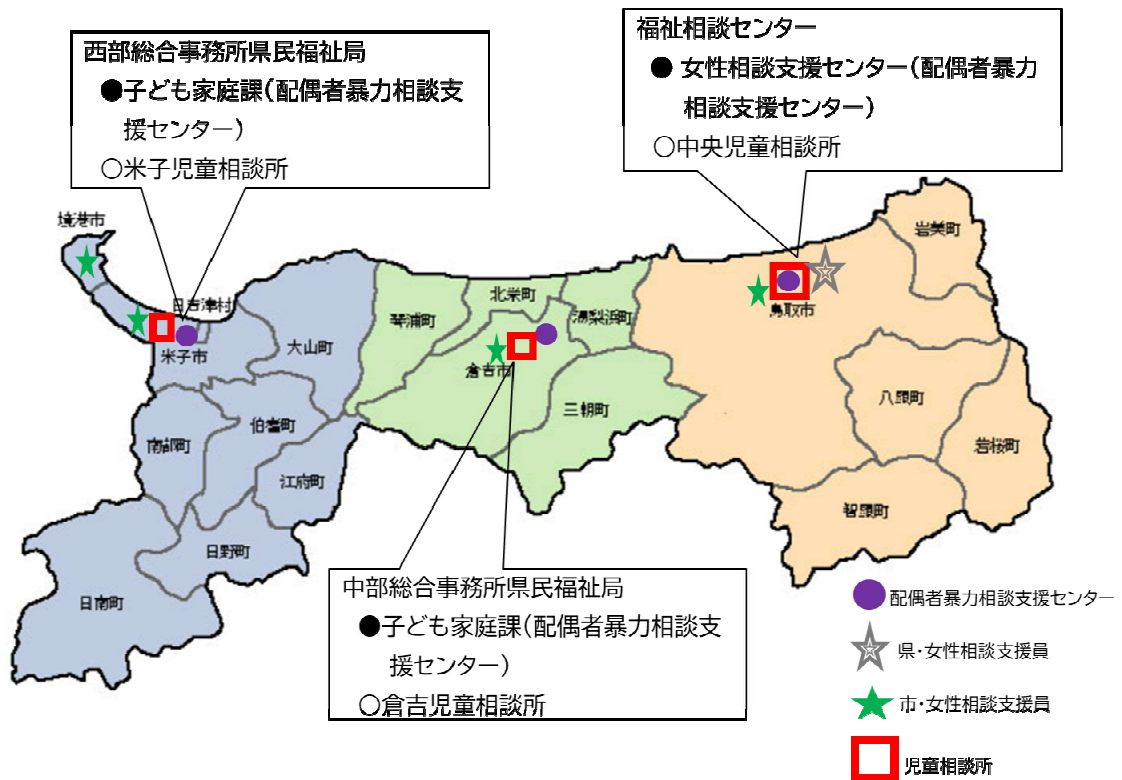 西部総合事務所県民福祉局
●子ども家庭課(配偶者暴力相談支
援センター)
○米子児童相談所
福祉相談センター
● 女性相談支援センター(配偶者暴力
相談支援センター)
○中央児童相談所
境港市
日吉津村
米子市
大山町
南部町
伯耆町
江府町
日野町
日南町
琴浦町
北栄町
湯梨浜町
倉吉市
三朝町
鳥取市
岩美町
八頭町
若桜町
智頭町
中部総合事務所県民福祉局
●子ども家庭課(配偶者暴力相談支
援センター)
○倉吉児童相談所
配偶者暴力相談支援センター
県・女性相談支援員
市・女性相談支援員
児童相談所